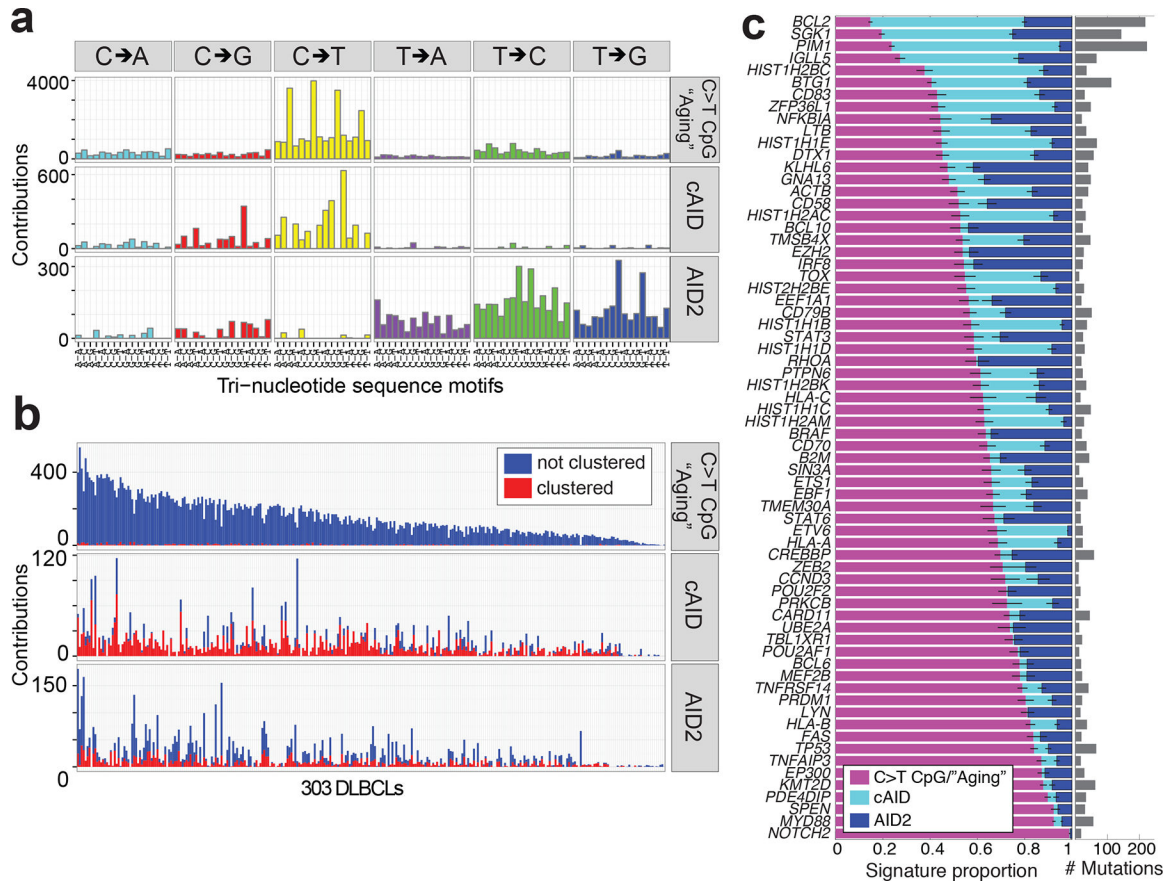 a
C➔A
C➔G
C➔T
T➔A
T➔C
T➔G
4000
0
C>T CpG
"Aging"
600
0
cAID
300
0
AID2
Contributions
Tri-nucleotide sequence motifs
b
400
0
not clustered
clustered
C>T CpG
"Aging"
120
0
cAID
150
0
AID2
Contributions
303 DLBCLs
c
BCL2
SGK1
PIM1
IGLL5
HIST1H2BC
BTG1
CD83
ZFP36L1
NFKBIA
LTB
HIST1H1E
DTX1
KLHL6
GNA13
ACTB
CD58
HIST1H2AC
BCL10
TMSB4X
EZH2
IRF8
TOX
HIST2H2BE
EEF1A1
CD79B
HIST1H1B
STAT3
HIST1H1D
RHOA
PTPN6
HIST1H2BK
HLA-C
HIST1H1C
HIST1H2AM
BRAF
CD70
B2M
SIN3A
ETS1
EBF1
TMEM30A
STAT6
ETV6
HLA-A
CREBBP
ZEB2
CCND3
POU2F2
PRKCB
CARD11
UBE2A
TBL1XR1
POU2AF1
BCL6
MEF2B
TNFRSF14
PRDM1
LYN
HLA-B
FAS
TP53
TNFAIP3
EP300
KMT2D
PDE4DIP
SPEN
MYD88
NOTCH2
C>T CpG/"Aging"
cAID
AID2
0 0.2 0.4 0.6 0.8 1 100 200
Signature proportion # Mutations